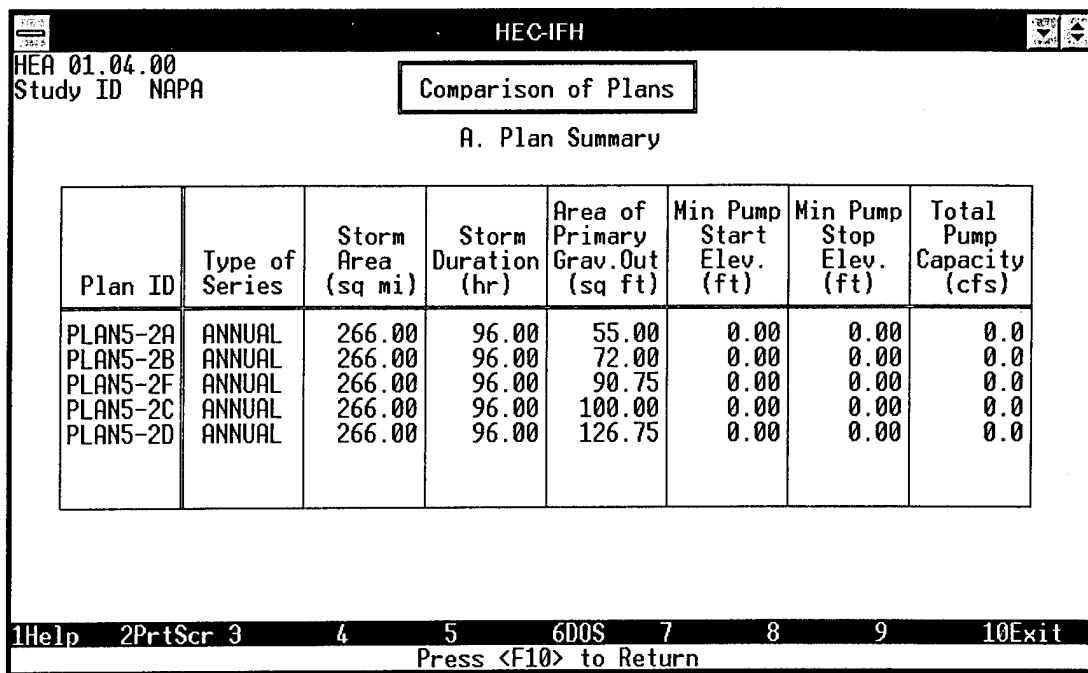 HEC-IFH
HEA 01.04.00
Study ID NAPA
Comparison of Plans
A. Plan Summary
Plan ID Type of Series Storm Area (sq mi) Storm Duration (hr) Area of Primary Grav.Out (sq ft) Min Pump Start Elev. (ft) Min Pump Stop Elev. (ft) Total Pump Capacity (cfs)
PLAN5-2A ANNUAL 266.00 96.00 55.00 0.00 0.00 0.0
PLAN5-2B ANNUAL 266.00 96.00 72.00 0.00 0.00 0.0
PLAN5-2F ANNUAL 266.00 96.00 90.75 0.00 0.00 0.0
PLAN5-2C ANNUAL 266.00 96.00 100.00 0.00 0.00 0.0
PLAN5-2D ANNUAL 266.00 96.00 126.75 0.00 0.00 0.0
1Help 2PrtScr 3 4 5 6DOS 7 8 9 10Exit
Press <F10> to Return